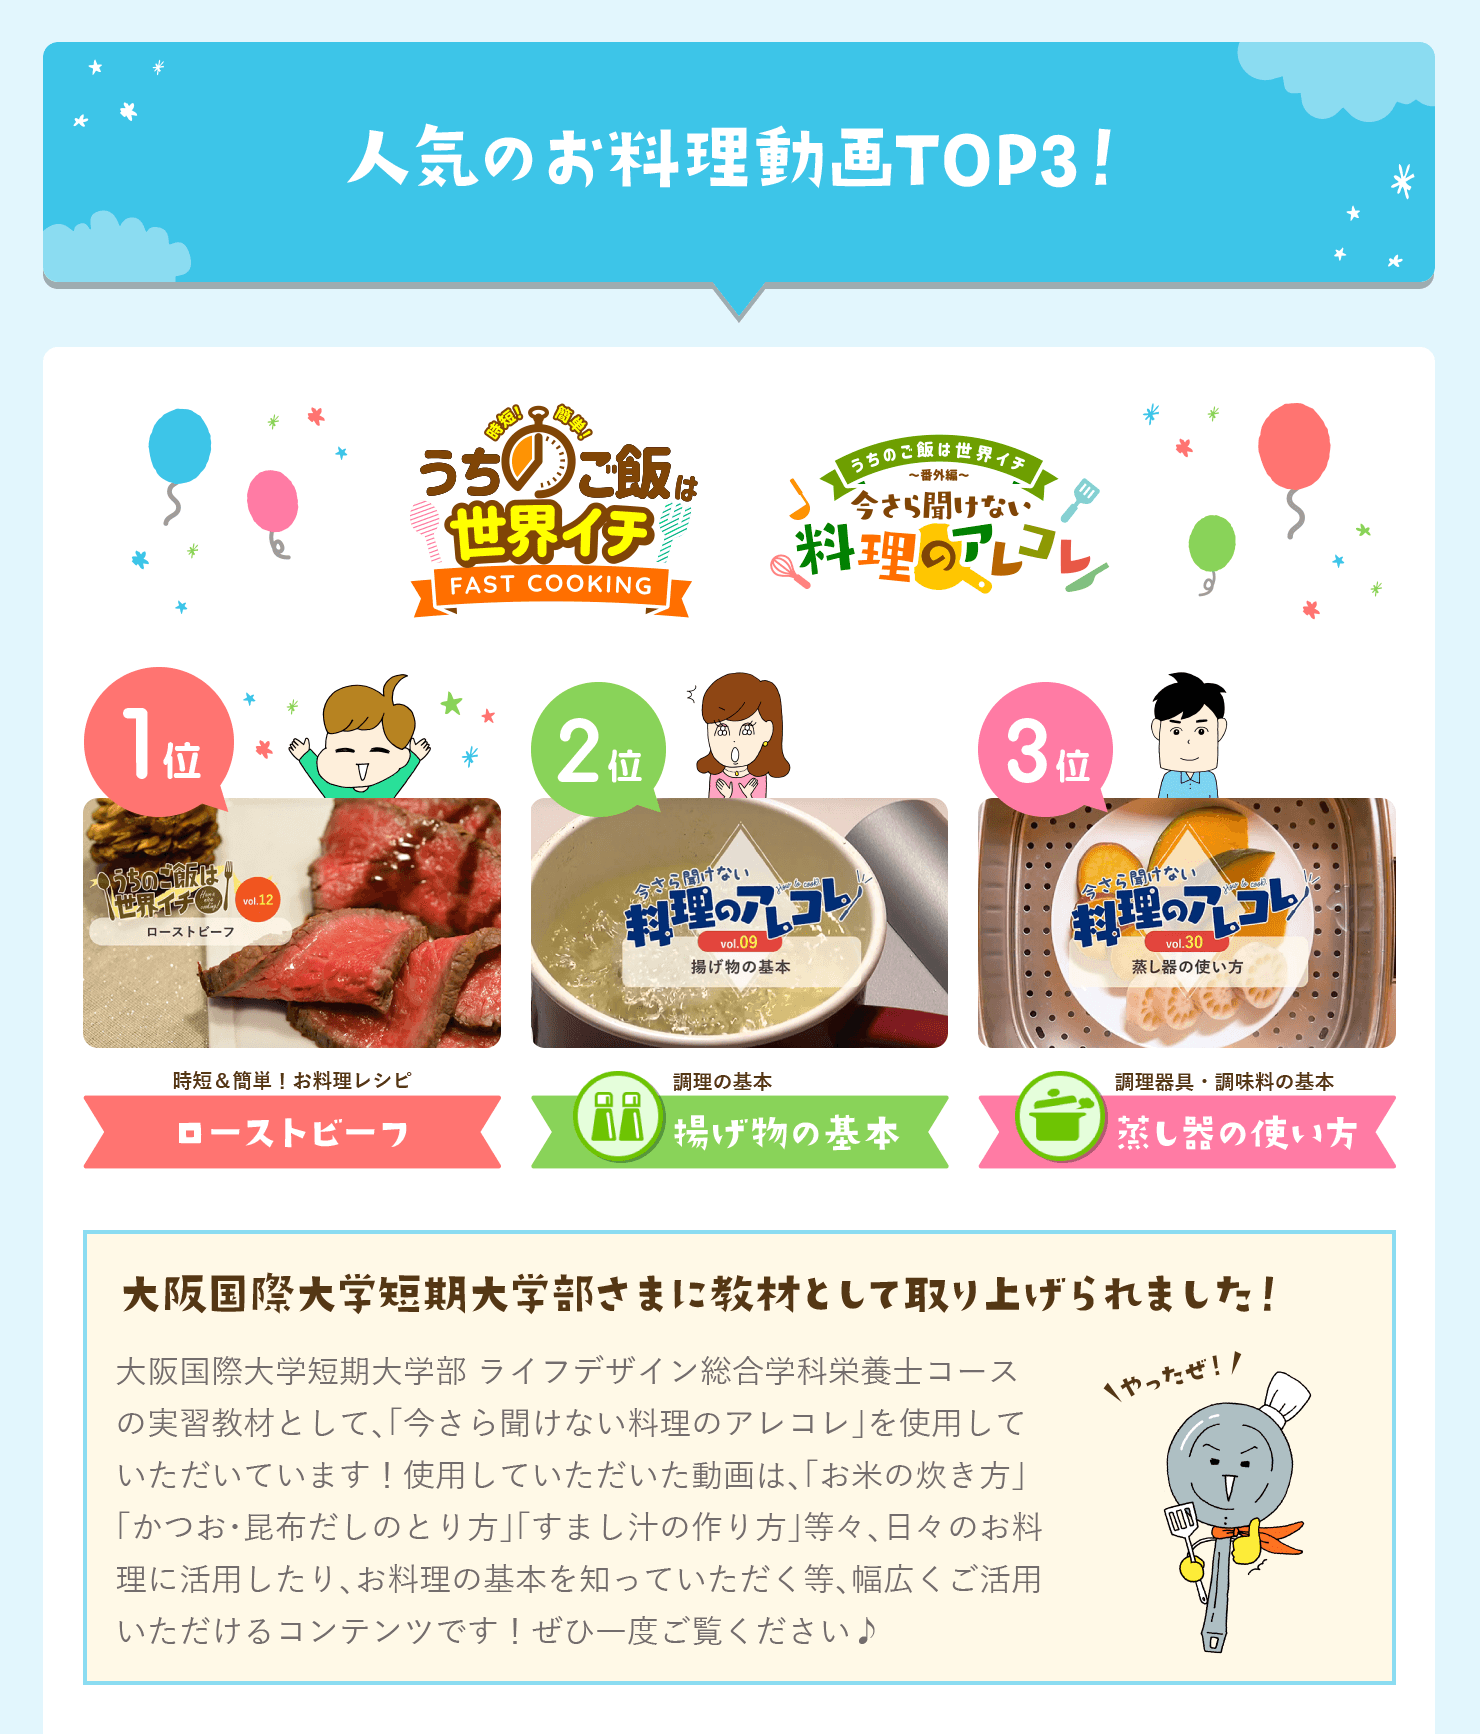 人気のお料理動画TOP3！
時短！ 簡単！
うちのご飯は
世界イチ
FAST COOKING
うちのご飯は世界イチ
～番外編～
今さら聞けない
料理のアレコレ
1位
2位
3位
うちのご飯は
世界イチ
vol.12
ローストビーフ
今さら聞けない
料理のアレコレ
vol.09
揚げ物の基本
今さら聞けない
料理のアレコレ
vol.30
蒸し器の使い方
時短＆簡単！お料理レシピ
ローストビーフ
調理の基本
揚げ物の基本
調理器具・調味料の基本
蒸し器の使い方
大阪国際大学短期大学部さまに教材として取り上げられました！
大阪国際大学短期大学部 ライフデザイン総合学科栄養士コース
の実習教材として、「今さら聞けない料理のアレコレ」を使用して
いただいています！使用していただいた動画は、「お米の炊き方」
「かつお・昆布だしのとり方」「すまし汁の作り方」等々、日々のお料
理に活用したり、お料理の基本を知っていただく等、幅広くご活用
いただけるコンテンツです！ぜひ一度ご覧ください♪
やったぜ！